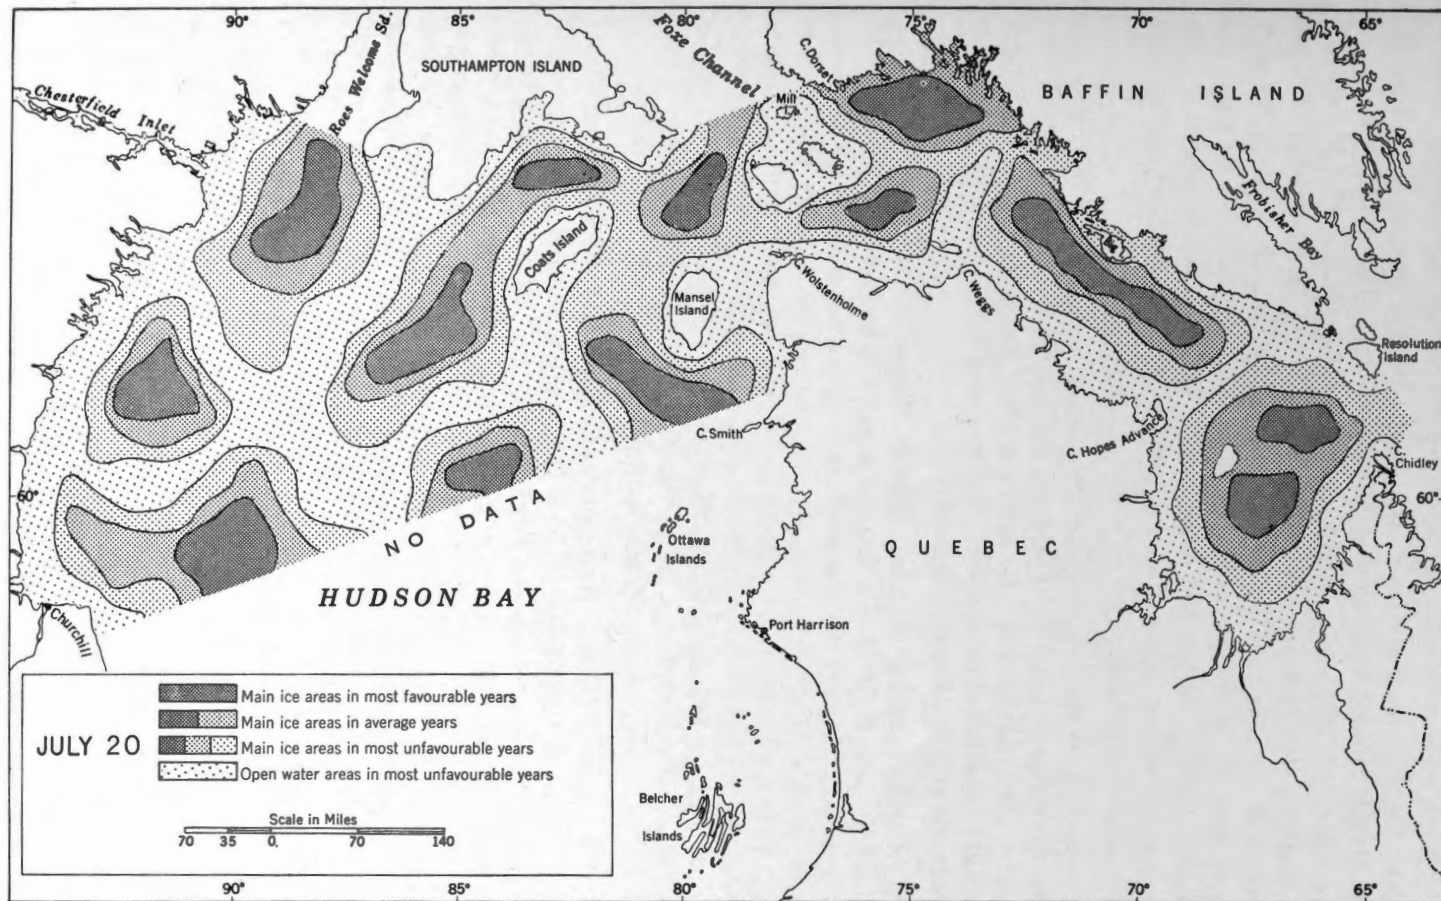 90° 85° 80° 75° 70° 65°
Roes Welcome Sd.
SOUTHAMPTON ISLAND
Foxe Channel
C. Dorset
Mill
BAFFIN ISLAND
Chesterfield Inlet
Frobisher Bay
Coats Island
Mansel
Island
C. Wolstenholme
C. Weggs
Resolution
Island
C. Smith
C. Hopes Advance
C.
Chidley
60° 60°
NO DATA
Ottawa
Islands
QUEBEC
HUDSON BAY
Churchill
Port Harrison
JULY 20
Main ice areas in most favourable years
Main ice areas in average years
Main ice areas in most unfavourable years
Open water areas in most unfavourable years
Scale in Miles
70 35 0. 70 140
Belcher
Islands
90° 85° 80° 75° 70° 65°